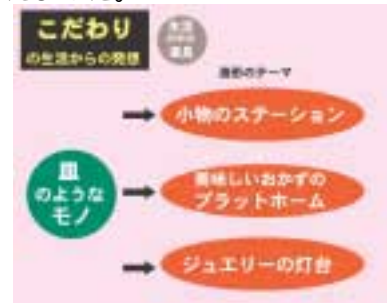 こだわり
の生活からの発想
造形のテーマ
小物のステーション
皿
のような
モノ
美味しいおかずの
プラットホーム
ジュエリーの灯台